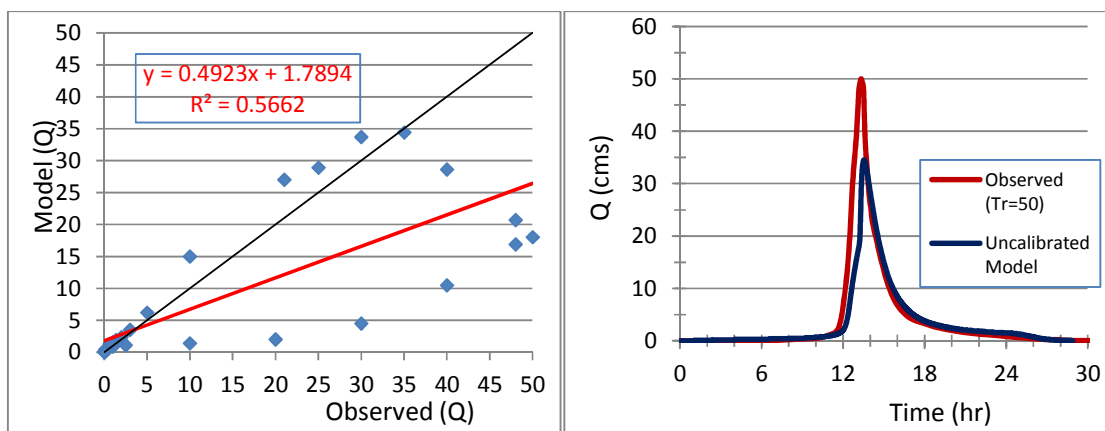 50
45
40
35
30
25
20
15
10
5
0
Model (Q)
y = 0.4923x + 1.7894
R² = 0.5662
0 5 10 15 20 25 30 35 40 45 50
Observed (Q)
60
50
40
30
20
10
0
Q (cms)
Observed
(Tr=50)
Uncalibrated
Model
0 6 12 18 24 30
Time (hr)